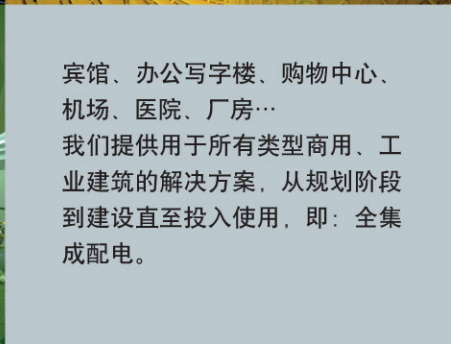 宾馆、办公写字楼、购物中心、
机场、医院、厂房…
我们提供用于所有类型商用、工
业建筑的解决方案，从规划阶段
到建设直至投入使用，即：全集
成配电。